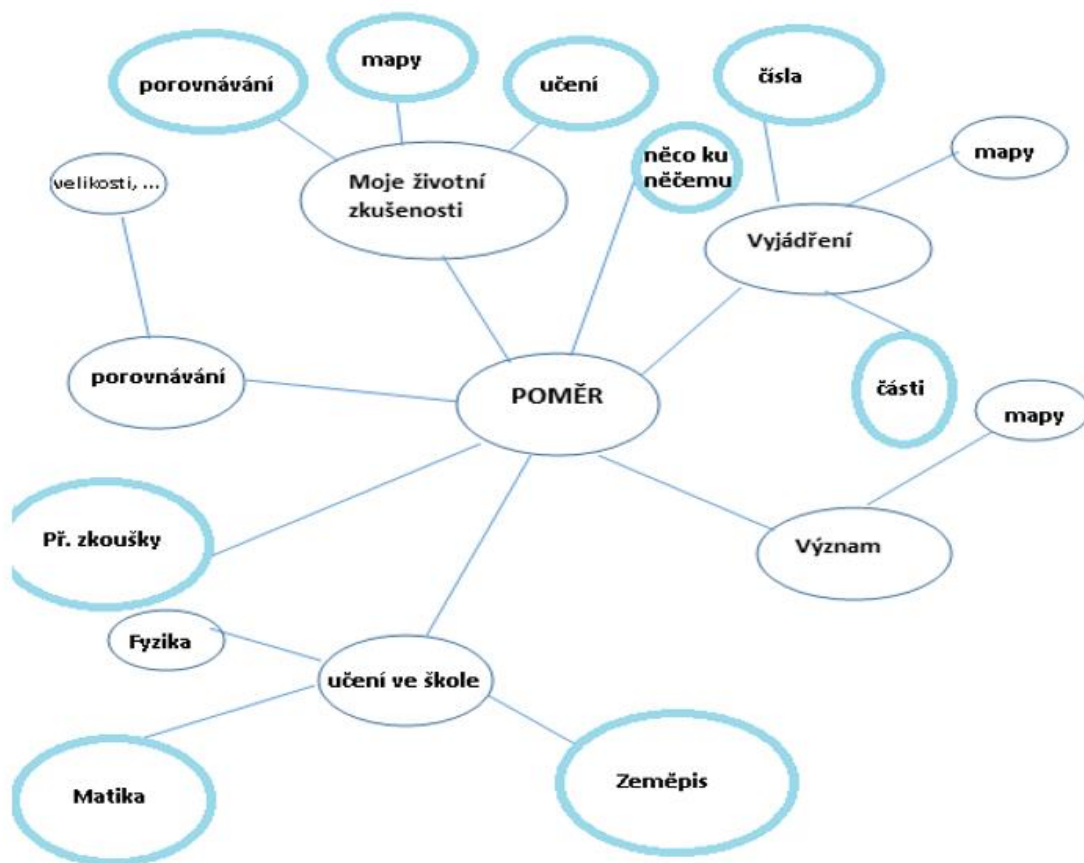 porovnávání
mapy
učení
čísla
něco ku
něčemu
mapy
velikosti, ...
Moje životní
zkušenosti
Vyjádření
porovnávání
POMĚR
části
mapy
Př. zkoušky
Význam
Fyzika
učení ve škole
Matika
Zeměpis